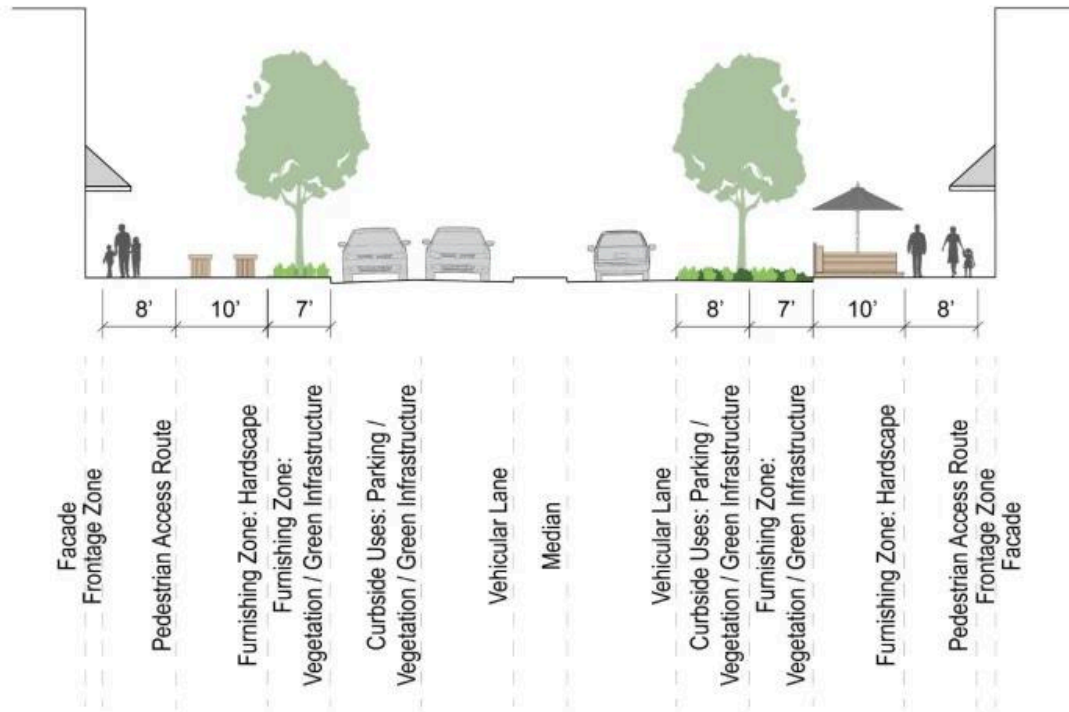 8'
10'
7'
8'
7'
10'
8'
Facade
Frontage Zone
Pedestrian Access Route
Furnishing Zone: Hardscape
Furnishing Zone:
Vegetation / Green Infrastructure
Curbside Uses: Parking /
Vegetation / Green Infrastructure
Vehicular Lane
Median
Vehicular Lane
Curbside Uses: Parking /
Vegetation / Green Infrastructure
Furnishing Zone:
Vegetation / Green Infrastructure
Furnishing Zone: Hardscape
Pedestrian Access Route
Frontage Zone
Facade